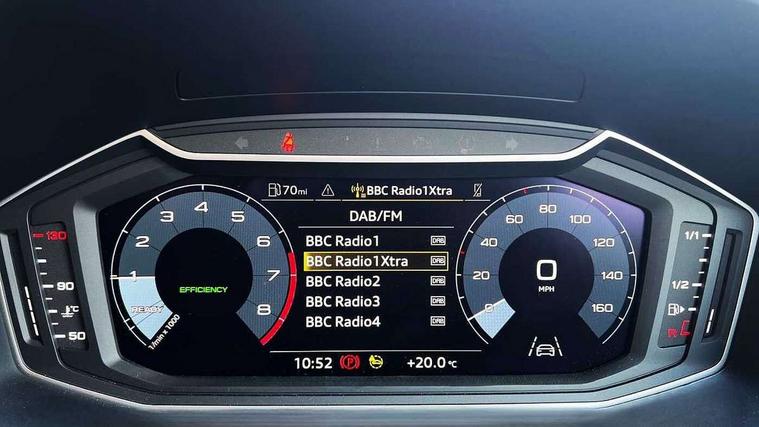 70mi BBC Radio1Xtra
DAB/FM
BBC Radio1 DAB
BBC Radio1Xtra DAB
BBC Radio2 DAB
BBC Radio3 DAB
BBC Radio4 DAB
10:52 P +20.0 °C
1 2 3 4 5 6 7 8
READY
EFFICIENCY
1/min x 1000
0 20 40 60 80 100 120 140 160
0
MPH
130
90
°C
50
1/1
1/2
R